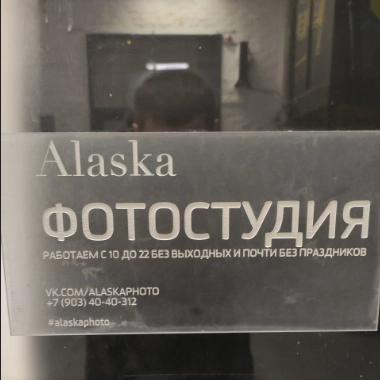 Alaska
ФОТОСТУДИЯ
РАБОТАЕМ С 10 ДО 22 БЕЗ ВЫХОДНЫХ И ПОЧТИ БЕЗ ПРАЗДНИКОВ
VK.COM/ALASKAPHOTO
+7 (903) 40-40-312
#alaskaphoto